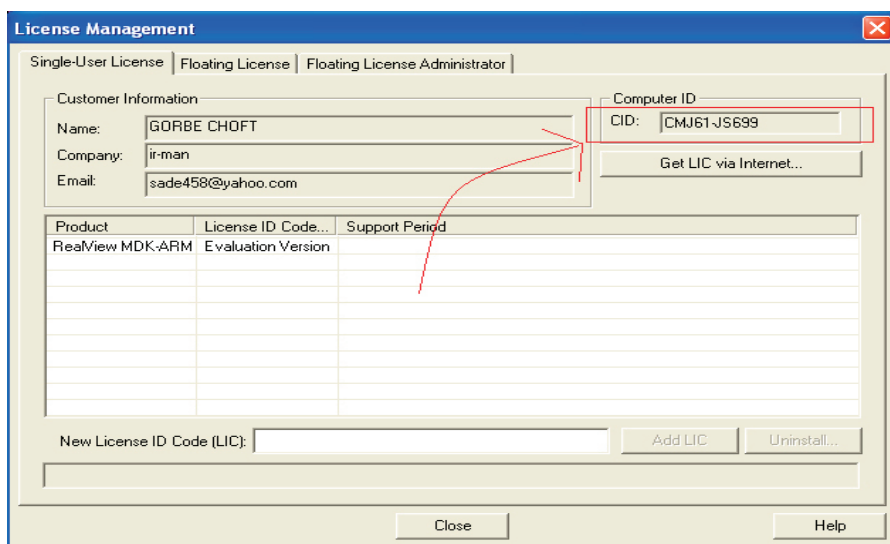 License Management
Single-User License
Floating License
Floating License Administrator
Customer Information
Name: GORBE CHOFT
Company: ir-man
Email: sade458@yahoo.com
Computer ID
CID: CMJ61-JS699
Get LIC via Internet...
Product License ID Code... Support Period
RealView MDK-ARM Evaluation Version
New License ID Code (LIC):
Add LIC
Uninstall...
Close
Help